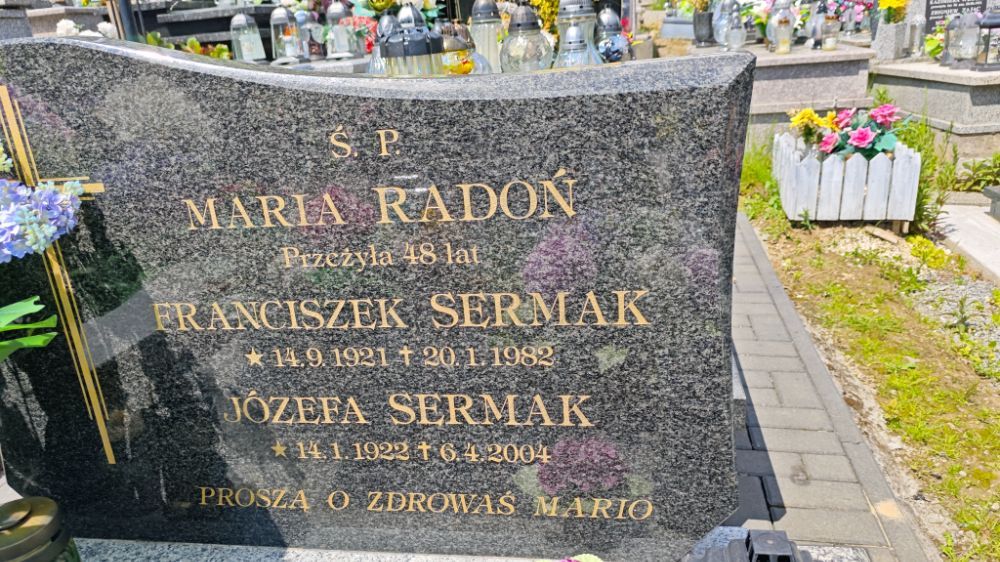 Ś. P.
MARIA RADOŃ
Przeżyła 48 lat
FRANCISZEK SERMAK
★ 14.9.1921 ✝ 20.1.1982
JÓZEFA SERMAK
★ 14.1.1922 ✝ 6.4.2004
PROSZĄ O ZDROWAŚ MARIO